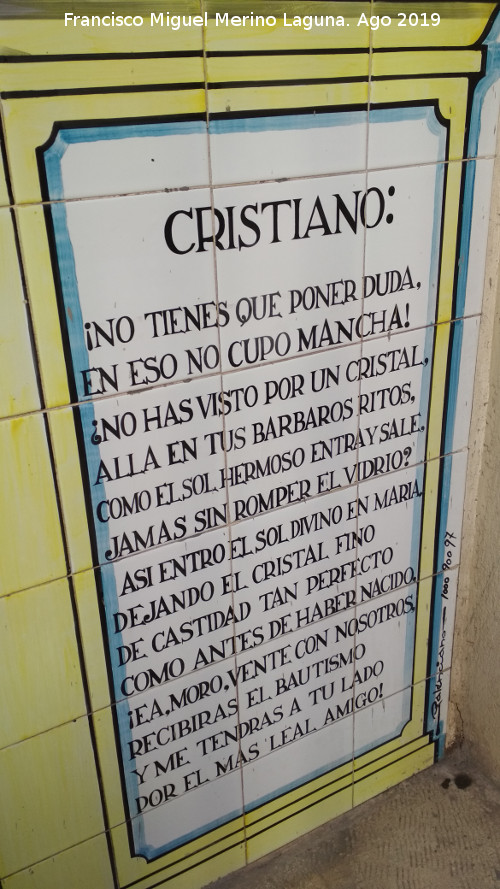 Francisco Miguel Merino Laguna. Ago 2019
CRISTIANO:
¡NO TIENES QUE PONER DUDA,
EN ESO NO CUPO MANCHA!
¿NO HAS VISTO POR UN CRISTAL,
ALLA EN TUS BARBAROS RITOS,
COMO EL SOL HERMOSO ENTRA Y SALE,
JAMAS SIN ROMPER EL VIDRIO?
ASI ENTRO EL SOL DIVINO EN MARIA,
DEJANDO EL CRISTAL FINO
DE CASTIDAD TAN PERFECTO
COMO ANTES DE HABER NACIDO.
¡EA, MORO, VENTE CON NOSOTROS,
RECIBIRAS EL BAUTISMO
Y ME TENDRAS A TU LADO
POR EL MAS LEAL AMIGO!